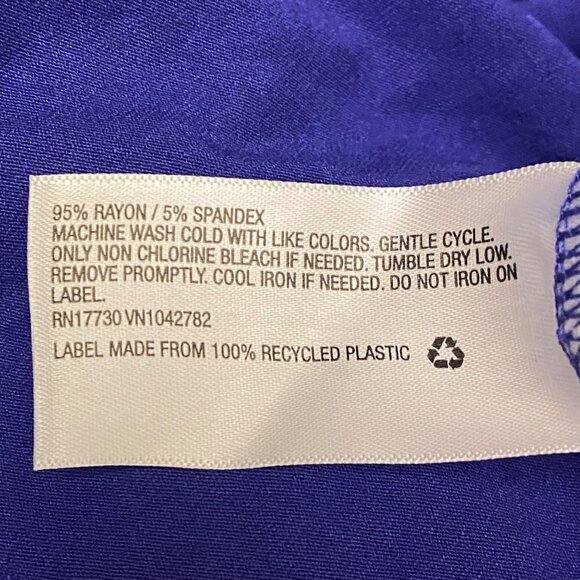 95% RAYON / 5% SPANDEX
MACHINE WASH COLD WITH LIKE COLORS. GENTLE CYCLE.
ONLY NON CHLORINE BLEACH IF NEEDED. TUMBLE DRY LOW.
REMOVE PROMPTLY. COOL IRON IF NEEDED. DO NOT IRON ON
LABEL.
RN17730 VN1042782
LABEL MADE FROM 100% RECYCLED PLASTIC